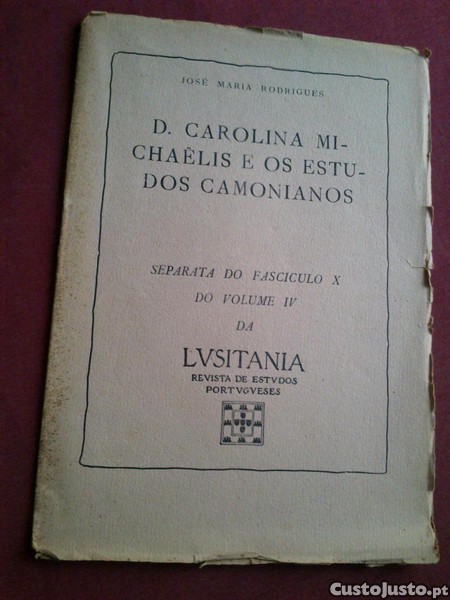 JOSÉ MARIA RODRIGUES
D. CAROLINA MI-
CHAËLIS E OS ESTU-
DOS CAMONIANOS
SEPARATA DO FASCICULO X
DO VOLUME IV
DA
LVSITANIA
REVISTA DE ESTVDOS
PORTVGVESES
CustoJusto.pt